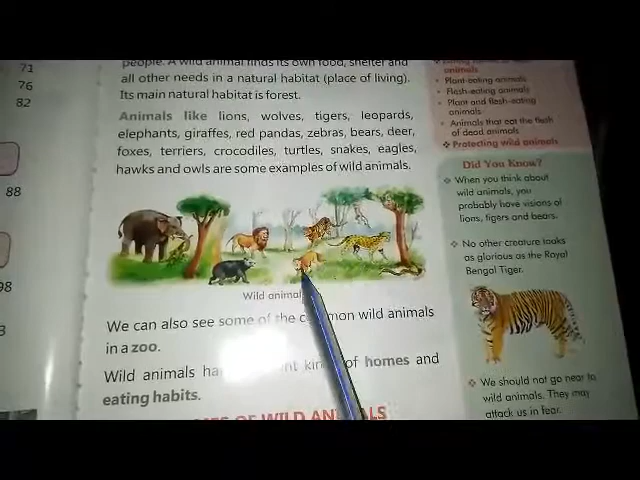 71
76
82
88
98
3
people. A wild animal finds its own food, shelter and
all other needs in a natural habitat (place of living).
Its main natural habitat is forest.
Animals like lions, wolves, tigers, leopards,
elephants, giraffes, red pandas, zebras, bears, deer,
foxes, terriers, crocodiles, turtles, snakes, eagles,
hawks and owls are some examples of wild animals.
Wild animal
We can also see some of the common wild animals
in a zoo.
Wild animals ha kin of homes and
eating habits.
OF WILD ANIMALS
animals
• Plant-eating animals
• Flesh-eating animals
• Plant and flesh-eating
animals
• Animals that eat the flesh
of dead animals
❖ Protecting wild animals
Did You Know?
❖ When you think about
wild animals, you
probably have visions of
lions, tigers and bears.
❖ No other creature looks
as glorious as the Royal
Bengal Tiger.
❖ We should not go near to
wild animals. They may
attack us in fear.